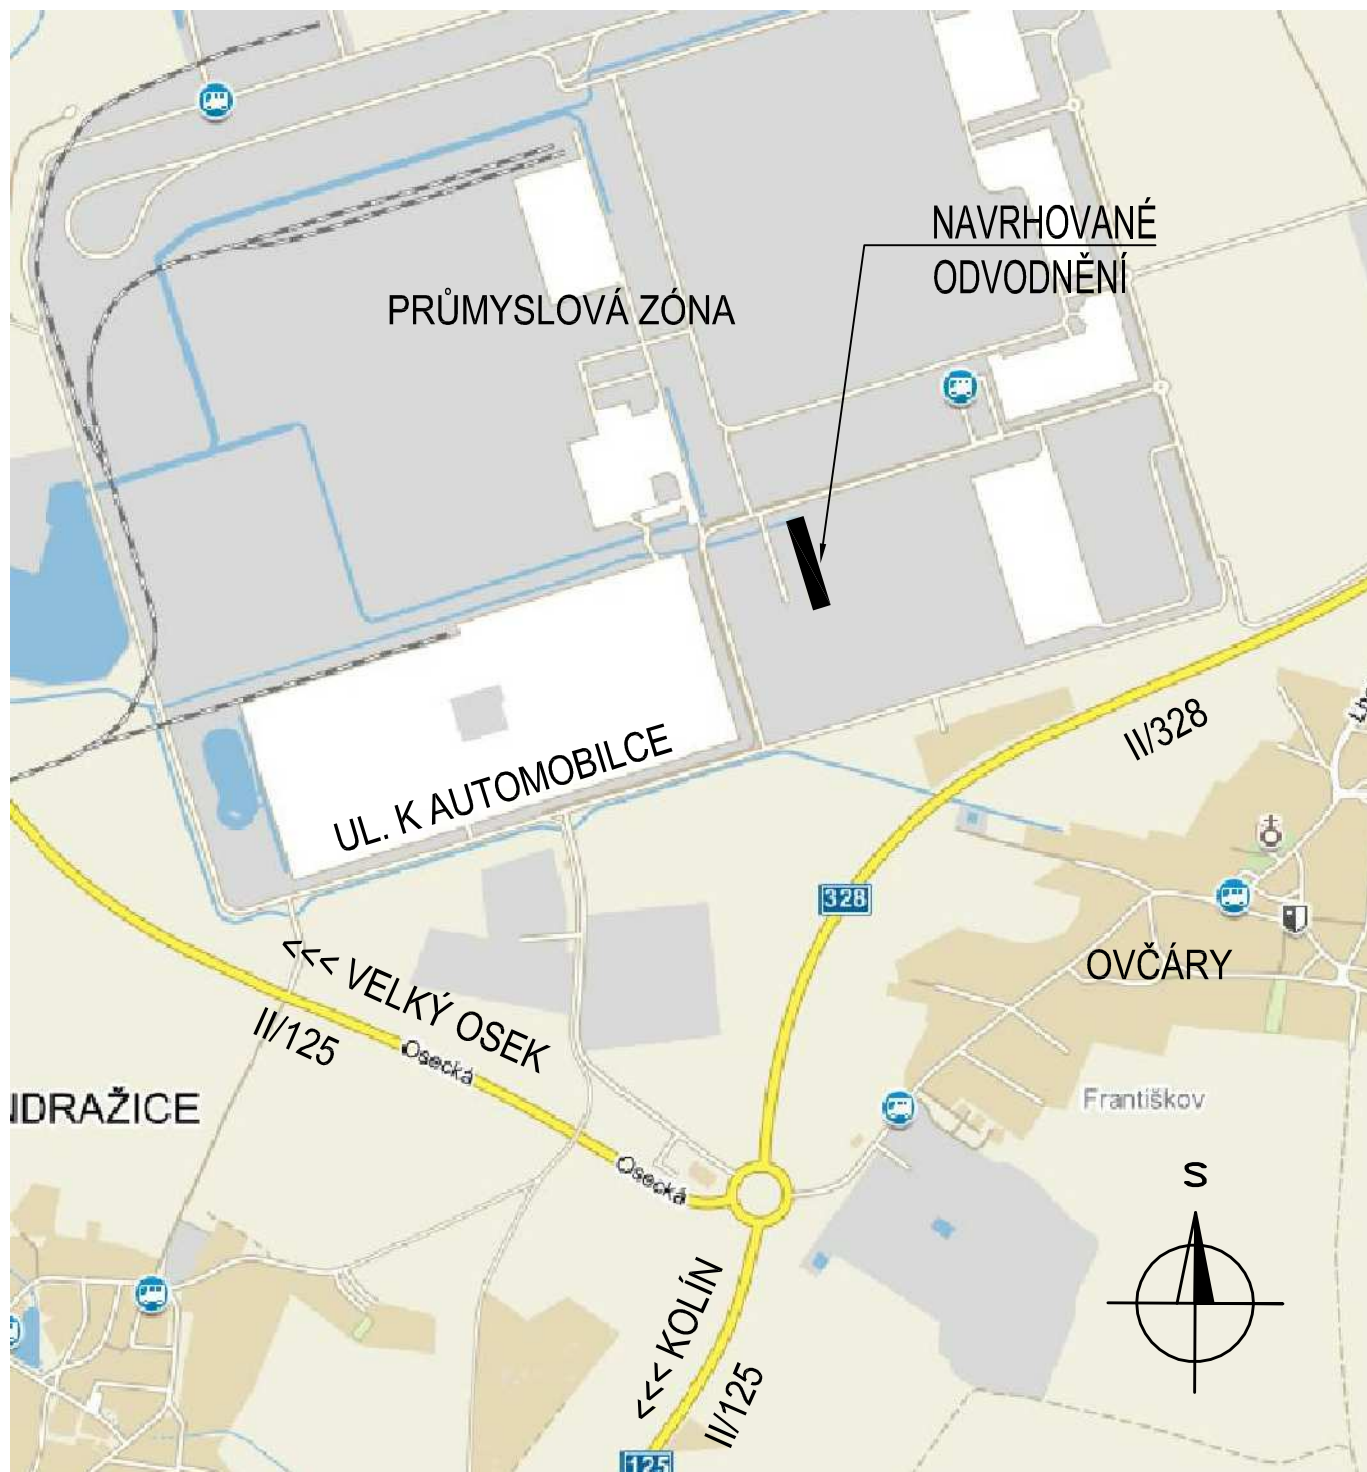 NAVRHOVANÉ
ODVODNĚNÍ
PRŮMYSLOVÁ ZÓNA
II/328
UL. K AUTOMOBILCE
328
OVČÁRY
<<< VELKÝ OSEK
II/125
Osecká
NDRAŽICE
Františkov
Osecká
S
<<< KOLÍN
II/125
125